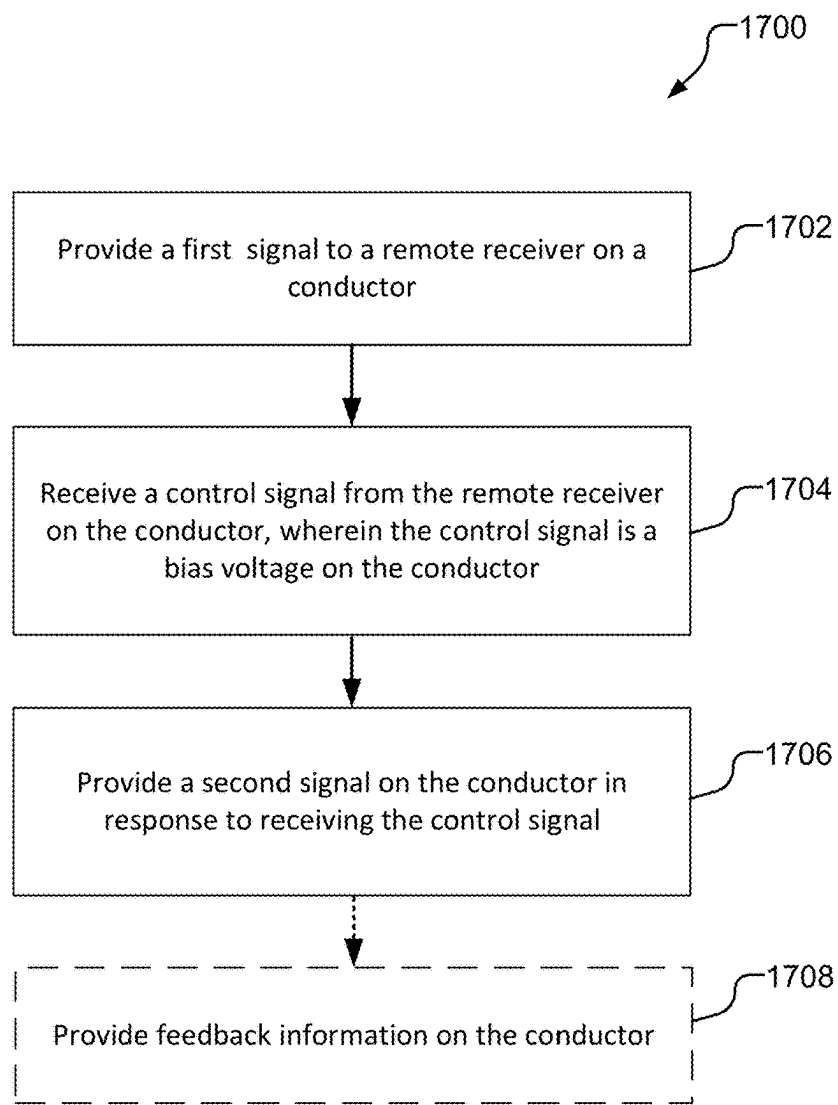 1700
Provide a first signal to a remote receiver on a
conductor
1702
Receive a control signal from the remote receiver
on the conductor, wherein the control signal is a
bias voltage on the conductor
1704
Provide a second signal on the conductor in
response to receiving the control signal
1706
Provide feedback information on the conductor
1708